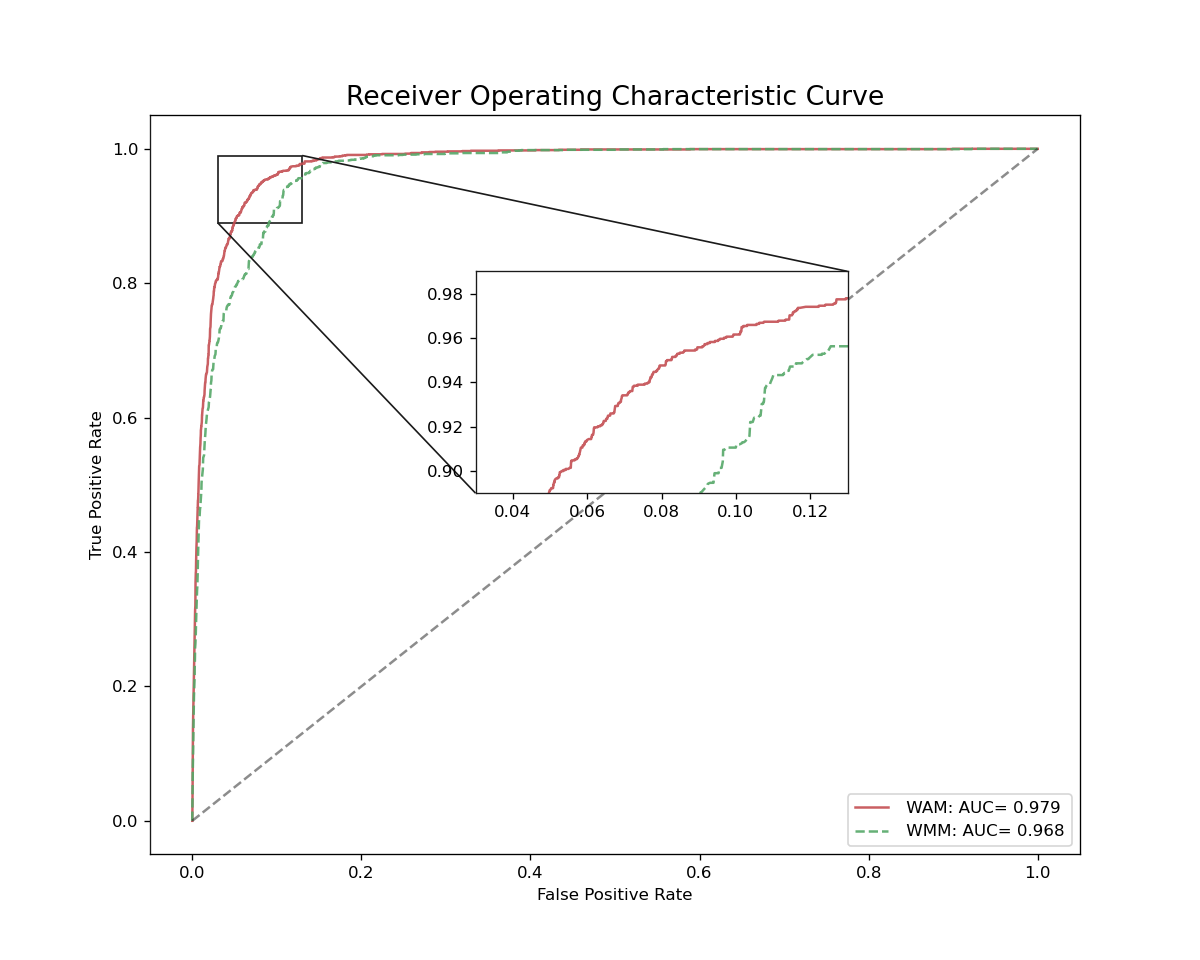 Receiver Operating Characteristic Curve
True Positive Rate
1.0
0.8
0.6
0.4
0.2
0.0
0.98
0.96
0.94
0.92
0.90
0.04 0.06 0.08 0.10 0.12
WAM: AUC= 0.979
WMM: AUC= 0.968
0.0 0.2 0.4 0.6 0.8 1.0
False Positive Rate